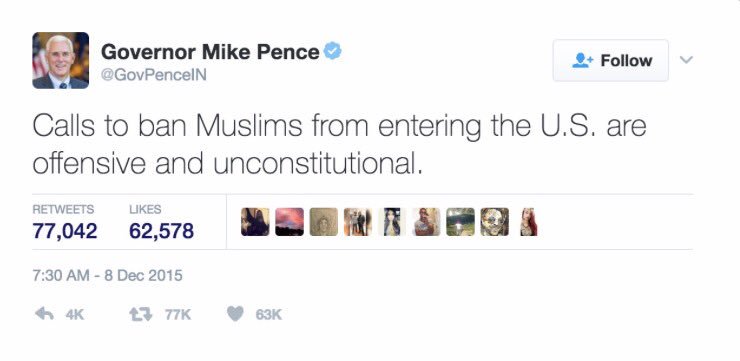 Governor Mike Pence
@GovPenceIN
Follow
Calls to ban Muslims from entering the U.S. are
offensive and unconstitutional.
RETWEETS LIKES
77,042 62,578
7:30 AM - 8 Dec 2015
4K 77K 63K